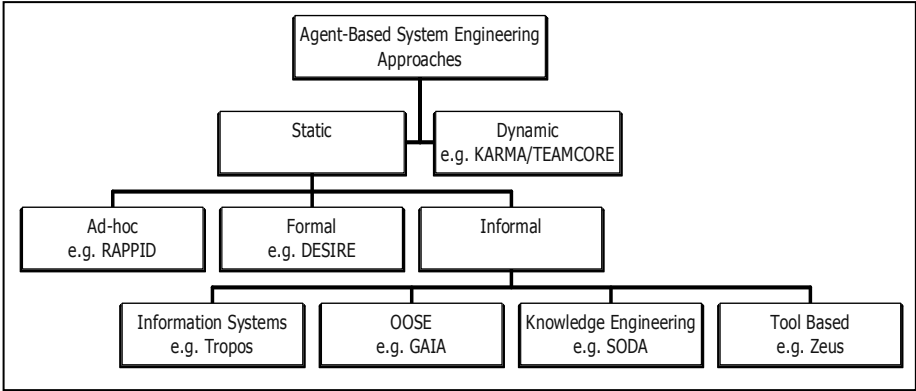 Agent-Based System Engineering
Approaches
Static
Dynamic
e.g. KARMA/TEAMCORE
Ad-hoc
e.g. RAPPID
Formal
e.g. DESIRE
Informal
Information Systems
e.g. Tropos
OOSE
e.g. GAIA
Knowledge Engineering
e.g. SODA
Tool Based
e.g. Zeus